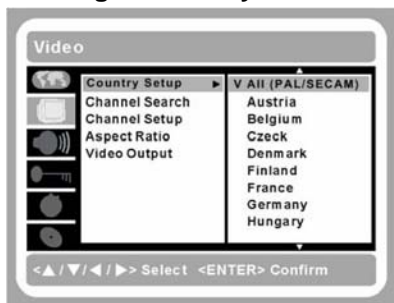 Video
Country Setup ▶
Channel Search
Channel Setup
Aspect Ratio
Video Output
V All (PAL/SECAM)
Austria
Belgium
Czeck
Denmark
Finland
France
Germany
Hungary
<▲/▼/◀/▶> Select <ENTER> Confirm